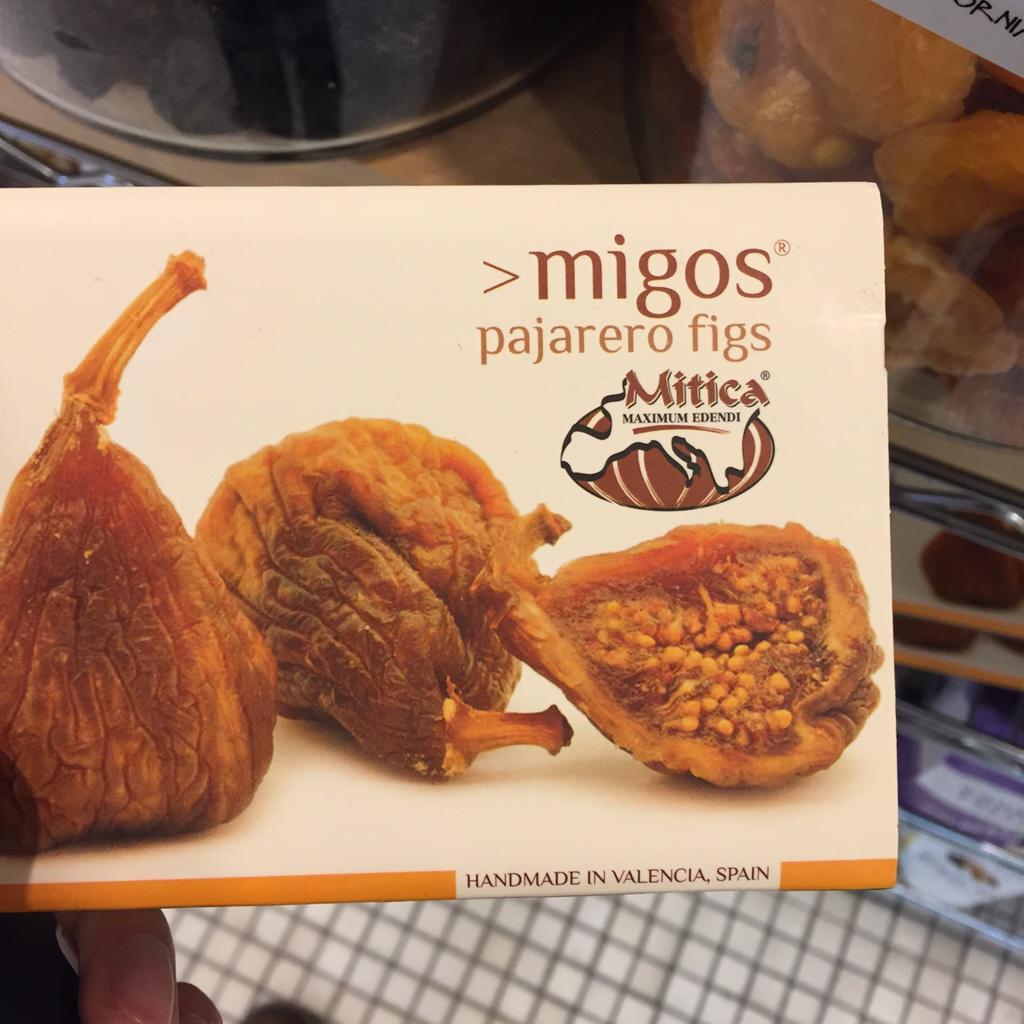 >migos®
pajarero figs
Mitica®
MAXIMUM EDENDI
HANDMADE IN VALENCIA, SPAIN